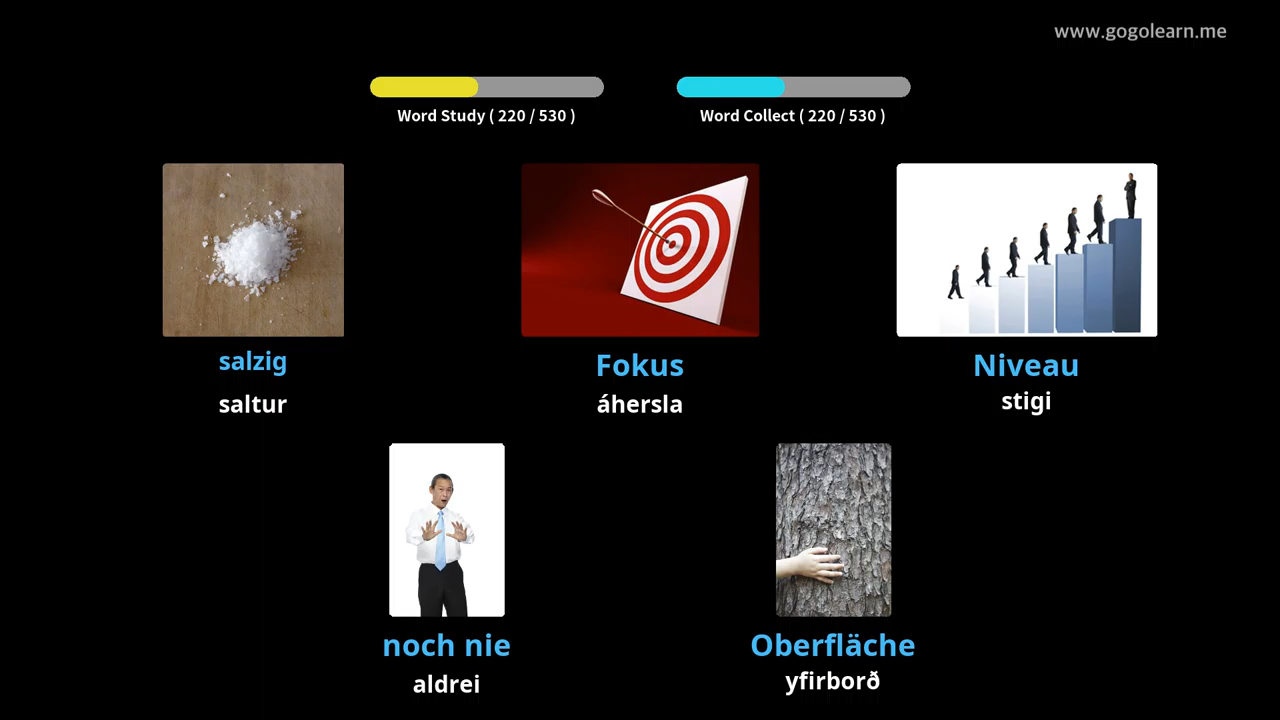 www.gogolearn.me
Word Study ( 220 / 530 )
Word Collect ( 220 / 530 )
salzig
saltur
Fokus
áhersla
Niveau
stigi
noch nie
aldrei
Oberfläche
yfirborð